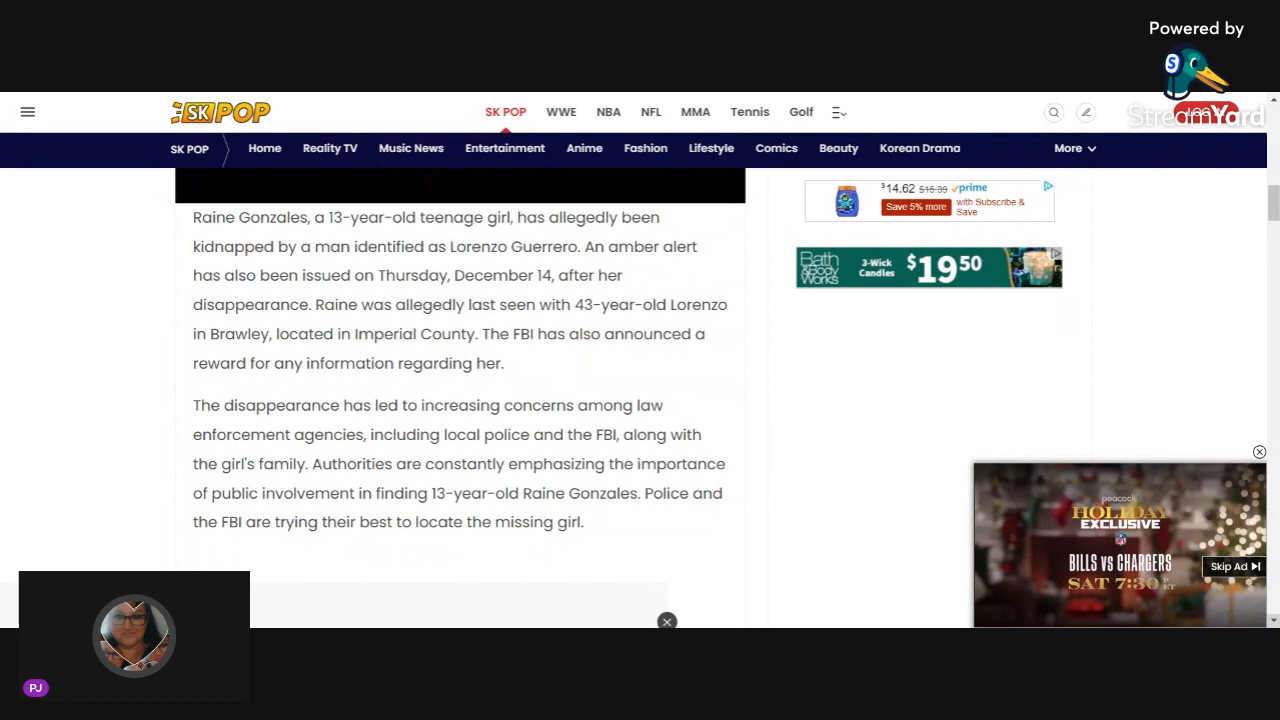 Powered by
S
StreamYard
SK POP
SK POP WWE NBA NFL MMA Tennis Golf
SK POP Home Reality TV Music News Entertainment Anime Fashion Lifestyle Comics Beauty Korean Drama More
Raine Gonzales, a 13-year-old teenage girl, has allegedly been
kidnapped by a man identified as Lorenzo Guerrero. An amber alert
has also been issued on Thursday, December 14, after her
disappearance. Raine was allegedly last seen with 43-year-old Lorenzo
in Brawley, located in Imperial County. The FBI has also announced a
reward for any information regarding her.
The disappearance has led to increasing concerns among law
enforcement agencies, including local police and the FBI, along with
the girl's family. Authorities are constantly emphasizing the importance
of public involvement in finding 13-year-old Raine Gonzales. Police and
the FBI are trying their best to locate the missing girl.
$14.62 $15.39 prime
Save 5% more with Subscribe &
Save
Bath
& Body
Works
3-Wick
Candles
$19.50
peacock
HOLIDAY
EXCLUSIVE
NFL
BILLS VS CHARGERS
SAT 7:30 P ET
Skip Ad
PJ